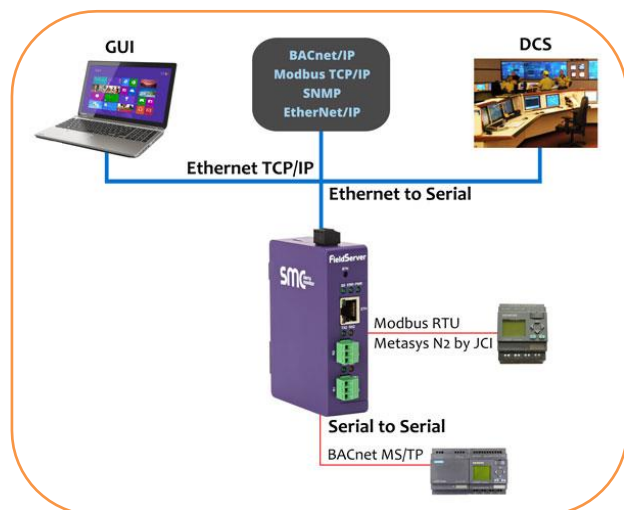 GUI
DCS
BACnet/IP
Modbus TCP/IP
SNMP
EtherNet/IP
Ethernet TCP/IP
Ethernet to Serial
FieldServer
SMC
Modbus RTU
Metasys N2 by JCI
Serial to Serial
BACnet MS/TP